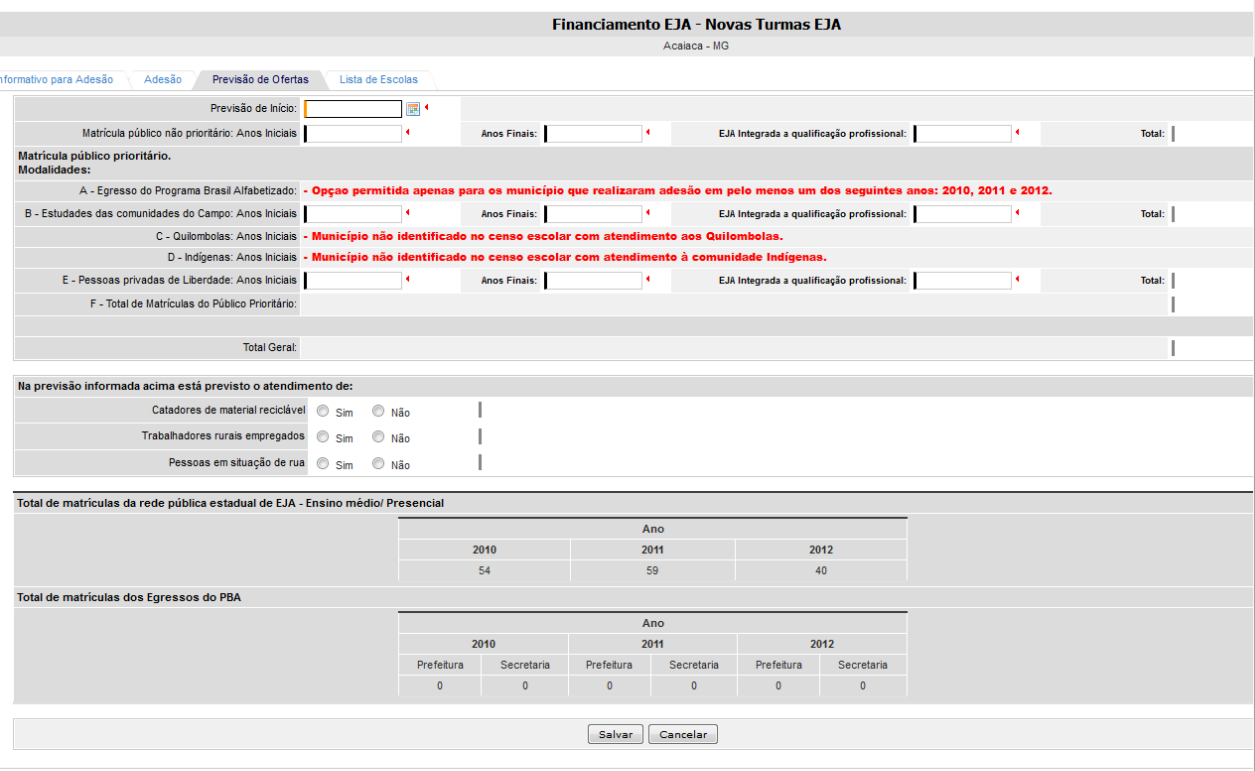 Financiamento EJA - Novas Turmas EJA
Acaiaca - MG
nformativo para Adesão Adesão Previsão de Ofertas Lista de Escolas
Previsão de Início:
Matrícula público não prioritário: Anos Iniciais Anos Finais: EJA Integrada a qualificação profissional: Total:
Matrícula público prioritário.
Modalidades:
A - Egresso do Programa Brasil Alfabetizado: - Opçao permitida apenas para os município que realizaram adesão em pelo menos um dos seguintes anos: 2010, 2011 e 2012.
B - Estudades das comunidades do Campo: Anos Iniciais Anos Finais: EJA Integrada a qualificação profissional: Total:
C - Quilombolas: Anos Iniciais - Município não identificado no censo escolar com atendimento aos Quilombolas.
D - Indígenas: Anos Iniciais - Município não identificado no censo escolar com atendimento à comunidade Indígenas.
E - Pessoas privadas de Liberdade: Anos Iniciais Anos Finais: EJA Integrada a qualificação profissional: Total:
F - Total de Matrículas do Público Prioritário:
Total Geral:
Na previsão informada acima está previsto o atendimento de:
Catadores de material reciclável Sim Não
Trabalhadores rurais empregados Sim Não
Pessoas em situação de rua Sim Não
Total de matrículas da rede pública estadual de EJA - Ensino médio/ Presencial
Ano
2010 2011 2012
54 59 40
Total de matrículas dos Egressos do PBA
Ano
2010 2011 2012
Prefeitura Secretaria Prefeitura Secretaria Prefeitura Secretaria
0 0 0 0 0 0
Salvar Cancelar